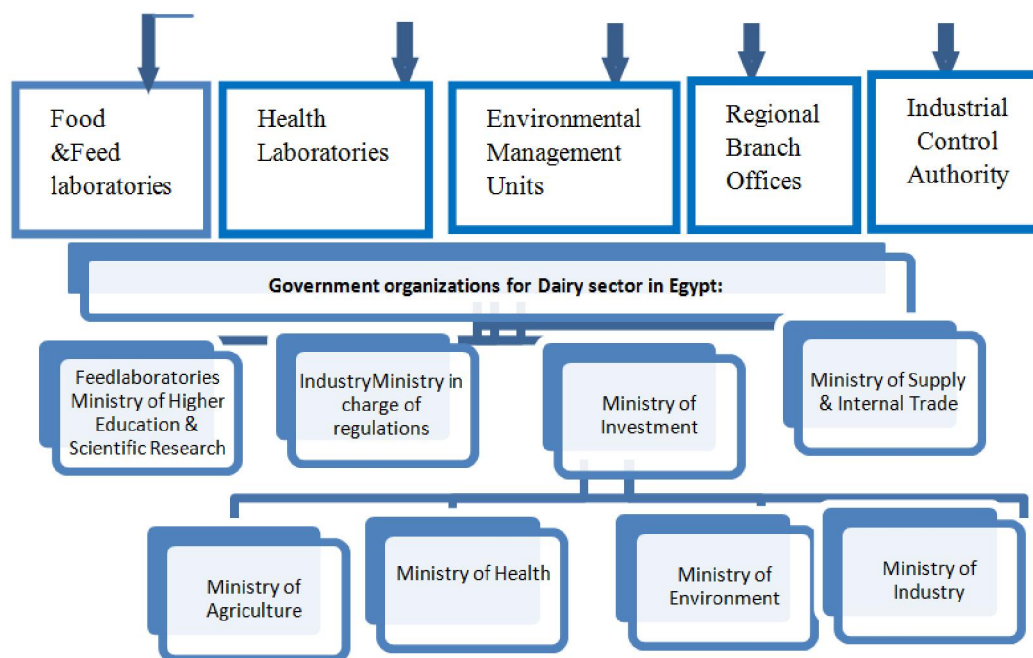 Food
&Feed
laboratories
Health
Laboratories
Environmental
Management
Units
Regional
Branch
Offices
Industrial
Control
Authority
Government organizations for Dairy sector in Egypt:
Feedlaboratories
Ministry of Higher
Education &
Scientific Research
IndustryMinistry in
charge of
regulations
Ministry of
Investment
Ministry of Supply
& Internal Trade
Ministry of
Agriculture
Ministry of Health
Ministry of
Environment
Ministry of
Industry